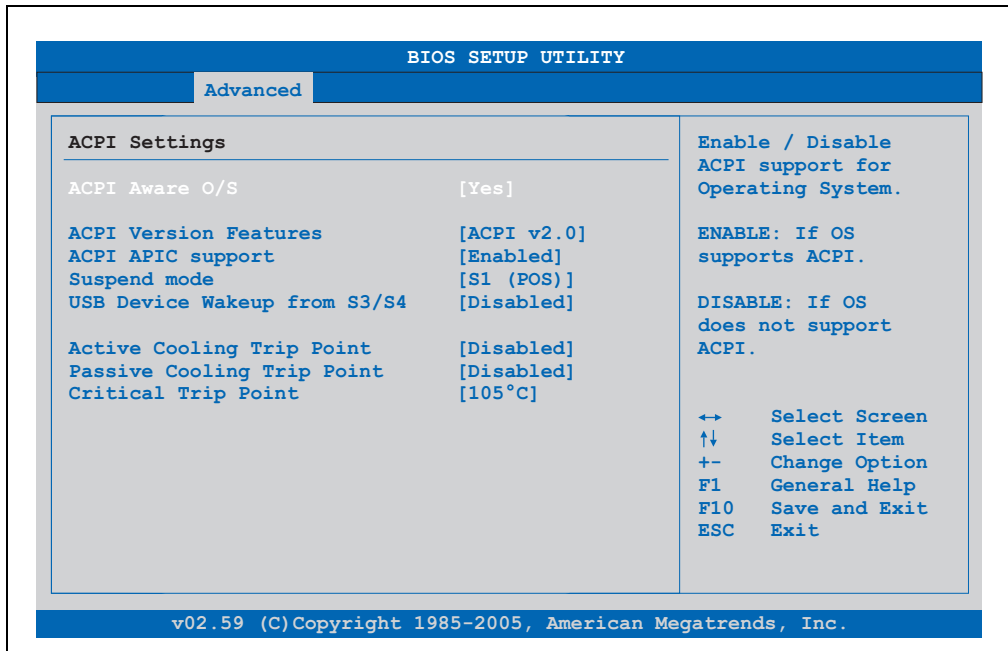 BIOS SETUP UTILITY
Advanced
ACPI Settings
ACPI Aware O/S [Yes]
ACPI Version Features [ACPI v2.0]
ACPI APIC support [Enabled]
Suspend mode [S1 (POS)]
USB Device Wakeup from S3/S4 [Disabled]
Active Cooling Trip Point [Disabled]
Passive Cooling Trip Point [Disabled]
Critical Trip Point [105°C]
Enable / Disable
ACPI support for
Operating System.
ENABLE: If OS
supports ACPI.
DISABLE: If OS
does not support
ACPI.
↔ Select Screen
↑↓ Select Item
+- Change Option
F1 General Help
F10 Save and Exit
ESC Exit
v02.59 (C)Copyright 1985-2005, American Megatrends, Inc.